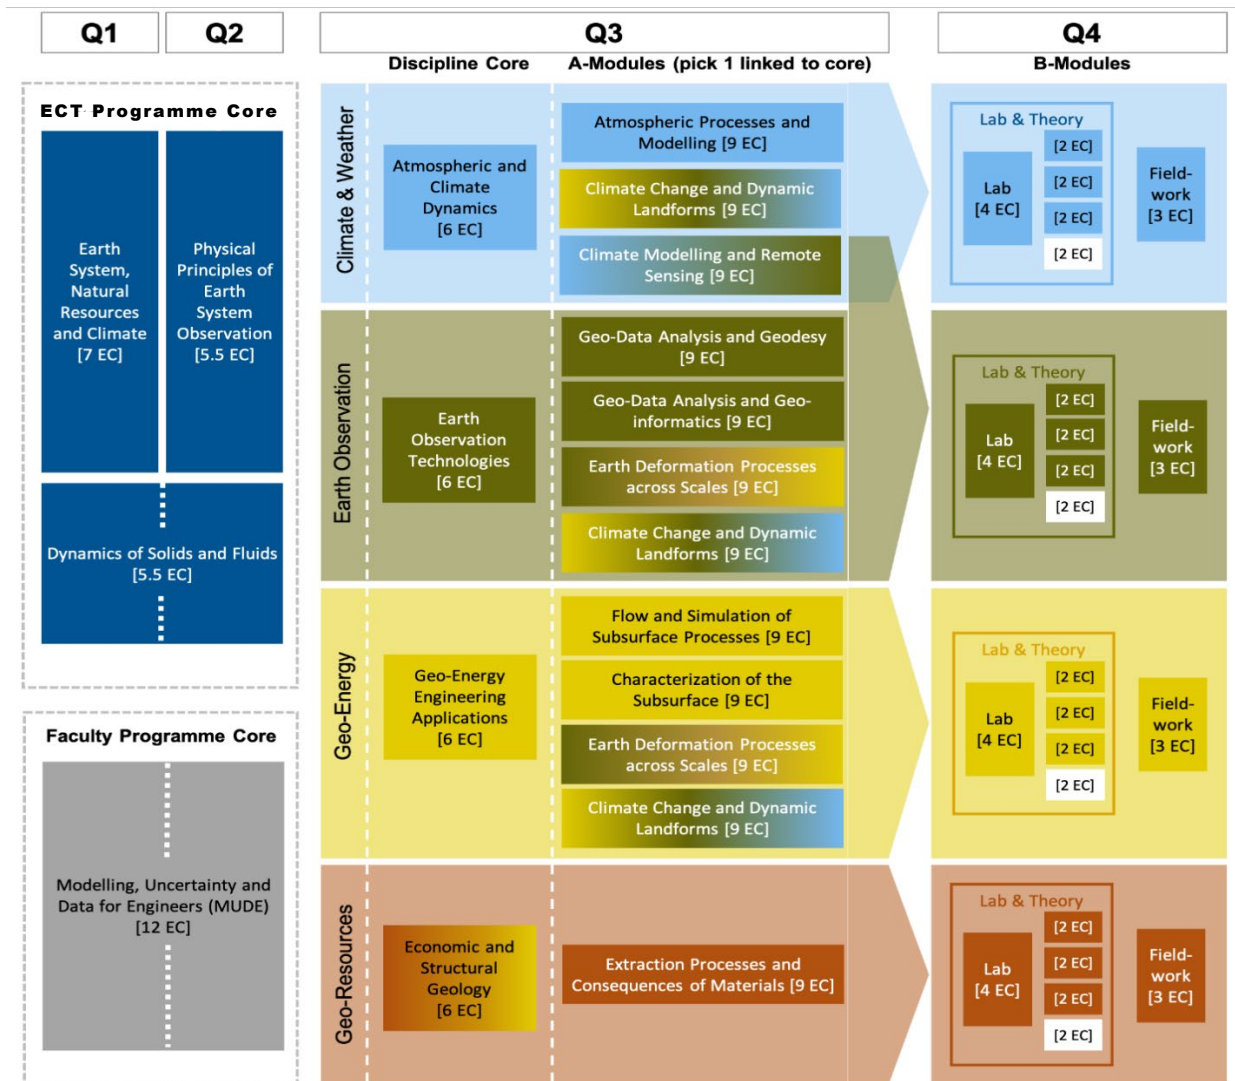 Q1
Q2
Q3
Q4
Discipline Core
A-Modules (pick 1 linked to core)
B-Modules
ECT Programme Core
Earth
System,
Natural
Resources
and Climate
[7 EC]
Physical
Principles of
Earth
System
Observation
[5.5 EC]
Dynamics of Solids and Fluids
[5.5 EC]
Faculty Programme Core
Modelling, Uncertainty and
Data for Engineers (MUDE)
[12 EC]
Climate & Weather
Atmospheric and
Climate
Dynamics
[6 EC]
Atmospheric Processes and
Modelling [9 EC]
Climate Change and Dynamic
Landforms [9 EC]
Climate Modelling and Remote
Sensing [9 EC]
Lab & Theory
Lab
[4 EC]
[2 EC]
[2 EC]
[2 EC]
[2 EC]
Field-
work
[3 EC]
Earth Observation
Earth
Observation
Technologies
[6 EC]
Geo-Data Analysis and Geodesy
[9 EC]
Geo-Data Analysis and Geo-
informatics [9 EC]
Earth Deformation Processes
across Scales [9 EC]
Climate Change and Dynamic
Landforms [9 EC]
Lab & Theory
Lab
[4 EC]
[2 EC]
[2 EC]
[2 EC]
[2 EC]
Field-
work
[3 EC]
Geo-Energy
Geo-Energy
Engineering
Applications
[6 EC]
Flow and Simulation of
Subsurface Processes [9 EC]
Characterization of the
Subsurface [9 EC]
Earth Deformation Processes
across Scales [9 EC]
Climate Change and Dynamic
Landforms [9 EC]
Lab & Theory
Lab
[4 EC]
[2 EC]
[2 EC]
[2 EC]
[2 EC]
Field-
work
[3 EC]
Geo-Resources
Economic and
Structural
Geology
[6 EC]
Extraction Processes and
Consequences of Materials [9 EC]
Lab & Theory
Lab
[4 EC]
[2 EC]
[2 EC]
[2 EC]
[2 EC]
Field-
work
[3 EC]